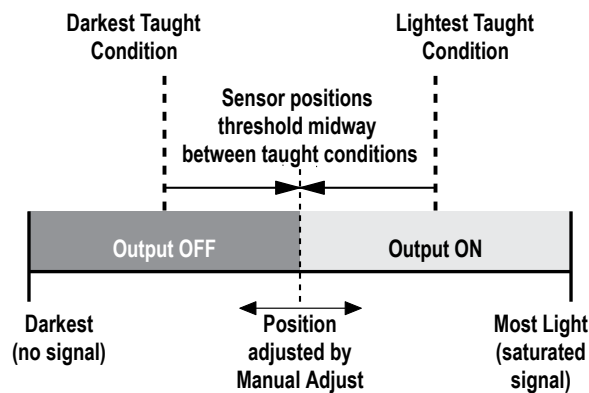 Darkest Taught
Condition
Lightest Taught
Condition
Sensor positions
threshold midway
between taught conditions
Output OFF
Output ON
Darkest
(no signal)
Position
adjusted by
Manual Adjust
Most Light
(saturated
signal)